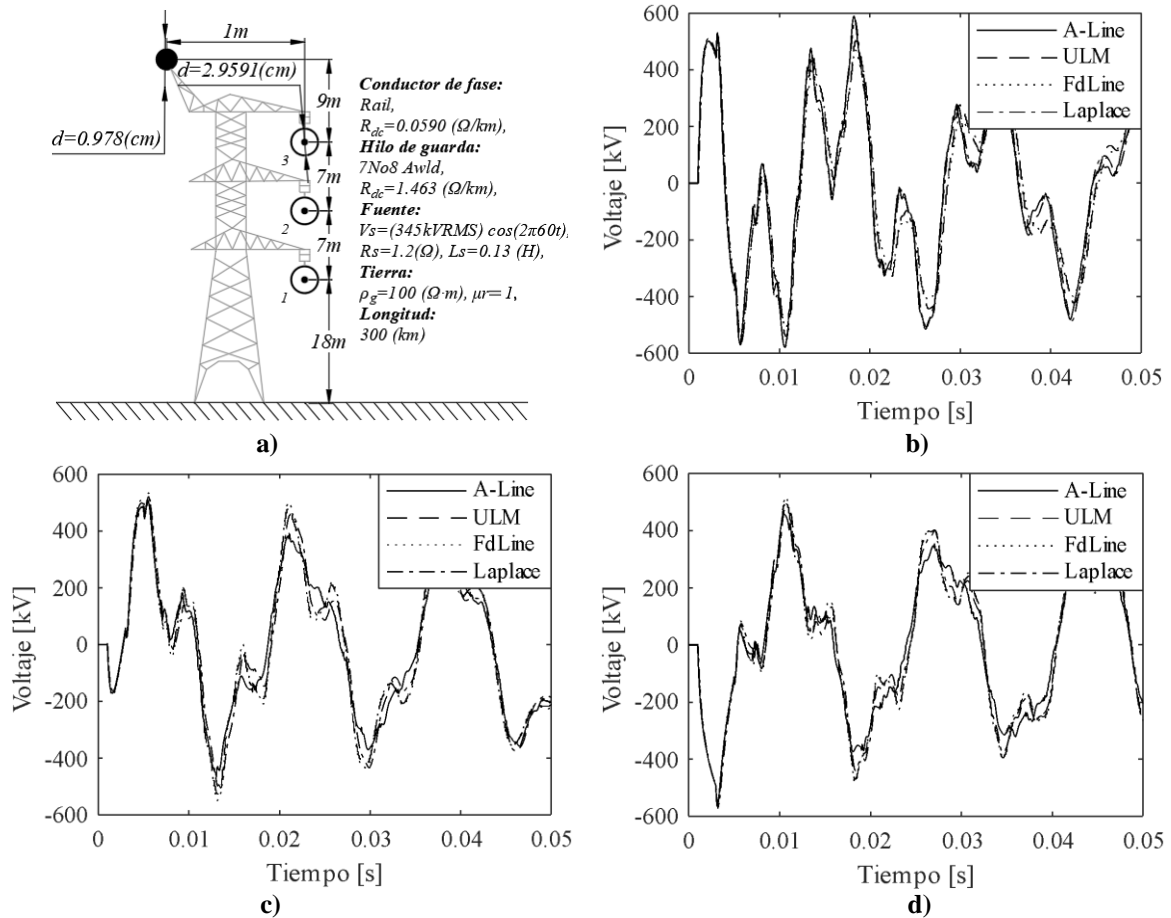 1m
d=2.9591(cm)
d=0.978(cm)
9m
7m
7m
18m
3
2
1
Conductor de fase:
Rail,
Rdc=0.0590 (Ω/km),
Hilo de guarda:
7No8 Awld,
Rdc=1.463 (Ω/km),
Fuente:
Vs=(345kVRMS) cos(2π60t),
Rs=1.2(Ω), Ls=0.13 (H),
Tierra:
ρg=100 (Ω·m), μr=1,
Longitud:
300 (km)
a)
600
400
200
0
-200
-400
-600
Voltaje [kV]
A-Line
ULM
FdLine
Laplace
0 0.01 0.02 0.03 0.04 0.05
Tiempo [s]
b)
600
400
200
0
-200
-400
-600
Voltaje [kV]
A-Line
ULM
FdLine
Laplace
0 0.01 0.02 0.03 0.04 0.05
Tiempo [s]
c)
600
400
200
0
-200
-400
-600
Voltaje [kV]
A-Line
ULM
FdLine
Laplace
0 0.01 0.02 0.03 0.04 0.05
Tiempo [s]
d)